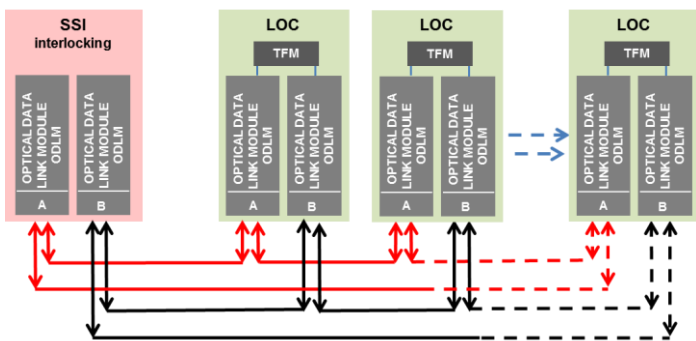 SSI
interlocking
OPTICAL DATA
LINK MODULE
ODLM
A
OPTICAL DATA
LINK MODULE
ODLM
B
LOC
TFM
OPTICAL DATA
LINK MODULE
ODLM
A
OPTICAL DATA
LINK MODULE
ODLM
B
LOC
TFM
OPTICAL DATA
LINK MODULE
ODLM
A
OPTICAL DATA
LINK MODULE
ODLM
B
LOC
TFM
OPTICAL DATA
LINK MODULE
ODLM
A
OPTICAL DATA
LINK MODULE
ODLM
B